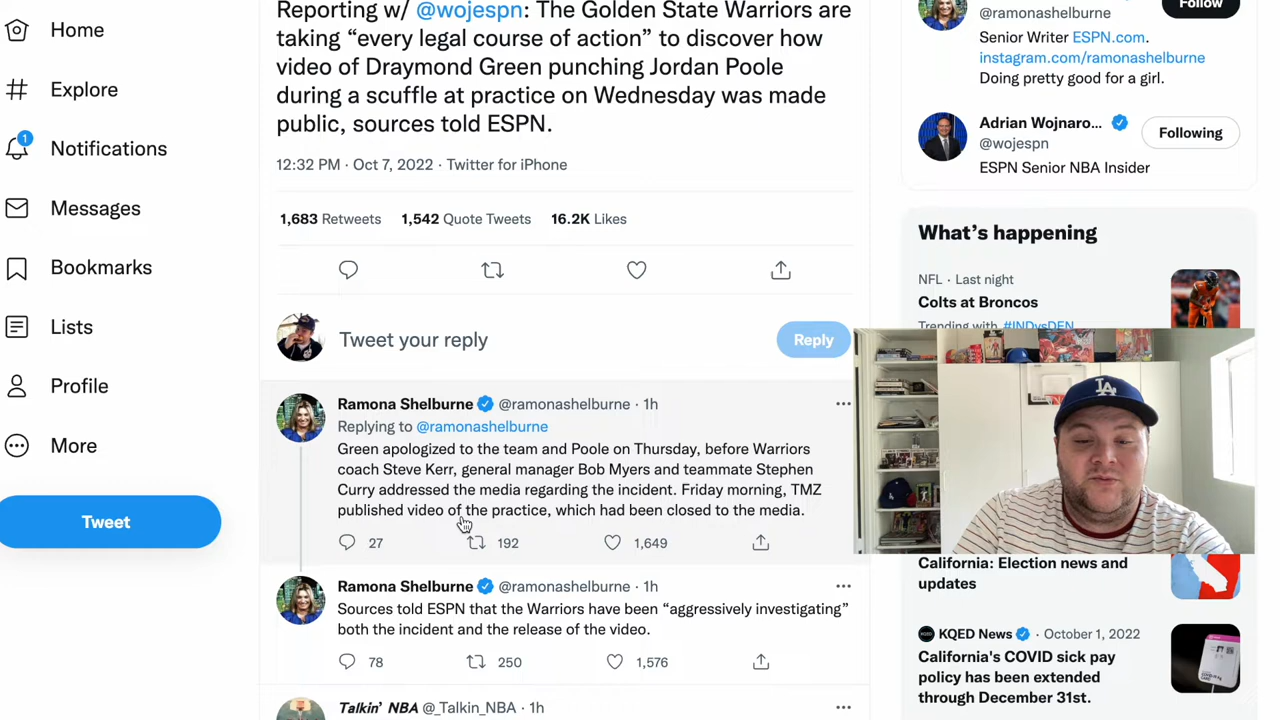 Home
Explore
1
Notifications
Messages
Bookmarks
Lists
Profile
More
Tweet
Reporting w/ @wojespn: The Golden State Warriors are
taking “every legal course of action” to discover how
video of Draymond Green punching Jordan Poole
during a scuffle at practice on Wednesday was made
public, sources told ESPN.
12:32 PM · Oct 7, 2022 · Twitter for iPhone
1,683 Retweets 1,542 Quote Tweets 16.2K Likes
Tweet your reply
Reply
Ramona Shelburne @ramonashelburne · 1h
Replying to @ramonashelburne
Green apologized to the team and Poole on Thursday, before Warriors
coach Steve Kerr, general manager Bob Myers and teammate Stephen
Curry addressed the media regarding the incident. Friday morning, TMZ
published video of the practice, which had been closed to the media.
27 192 1,649
Ramona Shelburne @ramonashelburne · 1h
Sources told ESPN that the Warriors have been “aggressively investigating”
both the incident and the release of the video.
78 250 1,576
Talkin’ NBA @_Talkin_NBA · 1h
@ramonashelburne
Follow
Senior Writer ESPN.com.
instagram.com/ramonashelburne
Doing pretty good for a girl.
Adrian Wojnaro...
@wojespn
Following
ESPN Senior NBA Insider
What’s happening
NFL · Last night
Colts at Broncos
Trending with #INDvsDEN
LA
California: Election news and
updates
KQED News · October 1, 2022
California's COVID sick pay
policy has been extended
through December 31st.